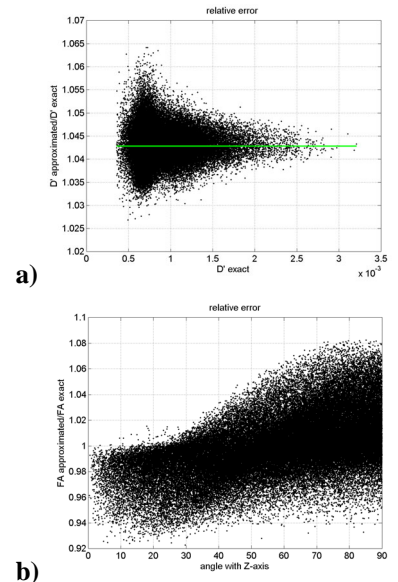 relative error
1.07
1.065
1.06
1.055
1.05
1.045
1.04
1.035
1.03
1.025
1.02
D' approximated/D' exact
0 0.5 1 1.5 2 2.5 3 3.5
D' exact
x 10⁻³
a)
relative error
1.1
1.08
1.06
1.04
1.02
1
0.98
0.96
0.94
0.92
FA approximated/FA exact
0 10 20 30 40 50 60 70 80 90
angle with Z-axis
b)